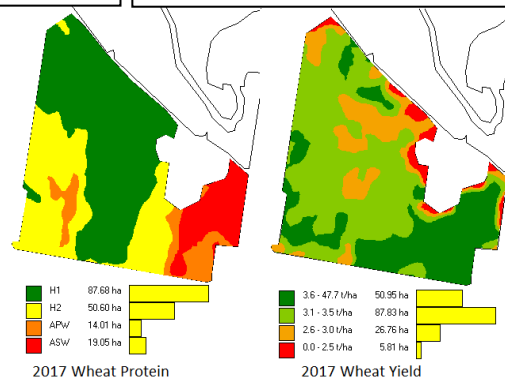 H1 87.68 ha
H2 50.60 ha
APW 14.01 ha
ASW 19.05 ha
2017 Wheat Protein
3.6 - 47.7 t/ha 50.95 ha
3.1 - 3.5 t/ha 87.83 ha
2.6 - 3.0 t/ha 26.76 ha
0.0 - 2.5 t/ha 5.81 ha
2017 Wheat Yield